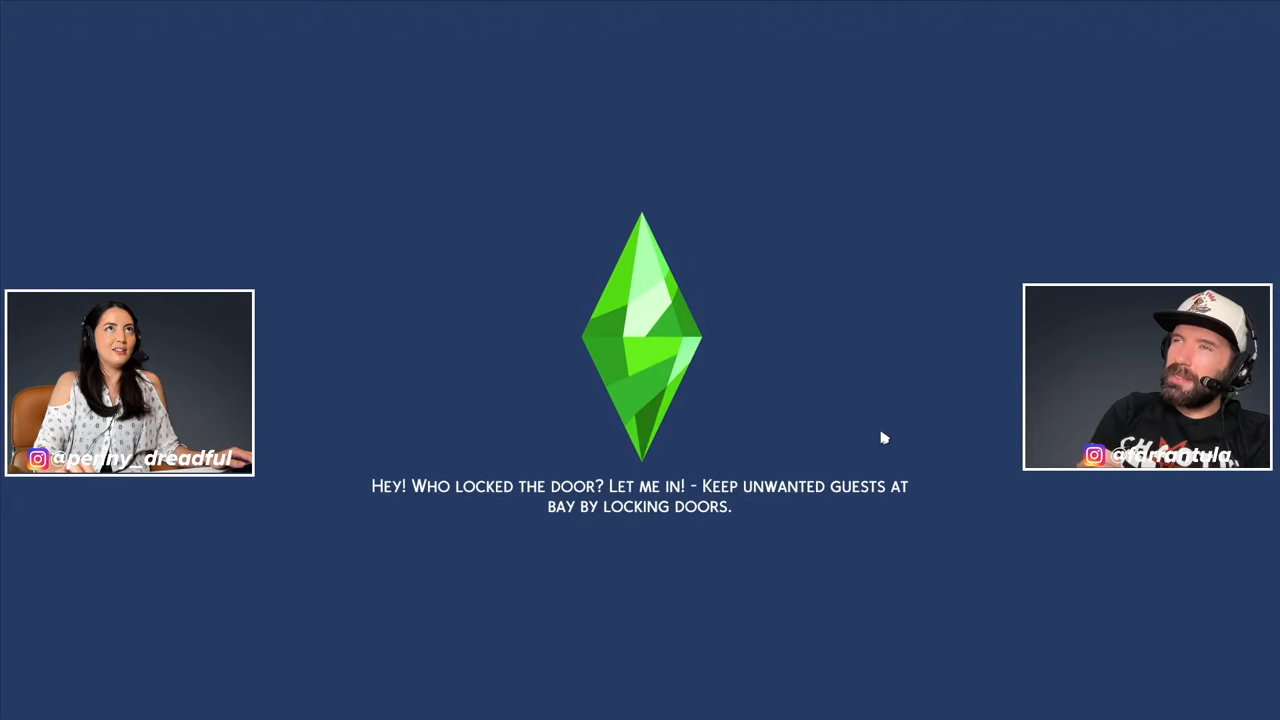 @penny_dreadful
HEY! WHO LOCKED THE DOOR? LET ME IN! - KEEP UNWANTED GUESTS AT
BAY BY LOCKING DOORS.